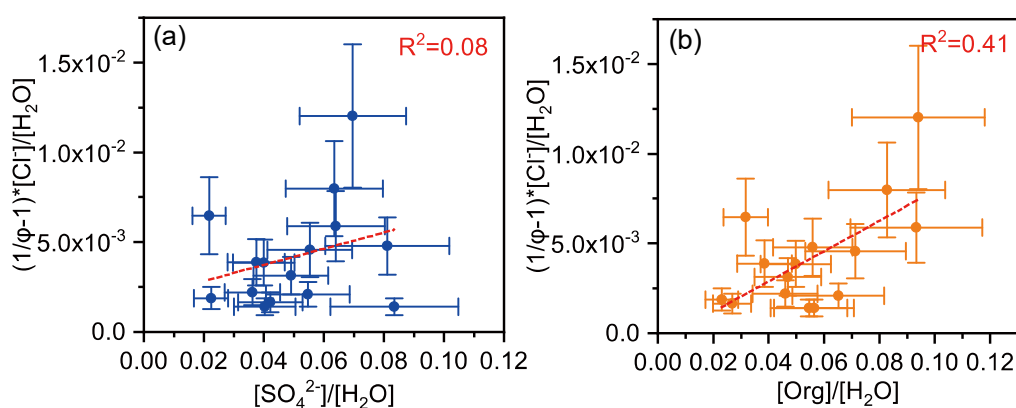 (a)
R²=0.08
(1/φ-1)*[Cl⁻]/[H₂O]
1.5x10⁻²
1.0x10⁻²
5.0x10⁻³
0.0
0.00 0.02 0.04 0.06 0.08 0.10 0.12
[SO₄²⁻]/[H₂O]
(b)
R²=0.41
(1/φ-1)*[Cl⁻]/[H₂O]
1.5x10⁻²
1.0x10⁻²
5.0x10⁻³
0.0
0.00 0.02 0.04 0.06 0.08 0.10 0.12
[Org]/[H₂O]